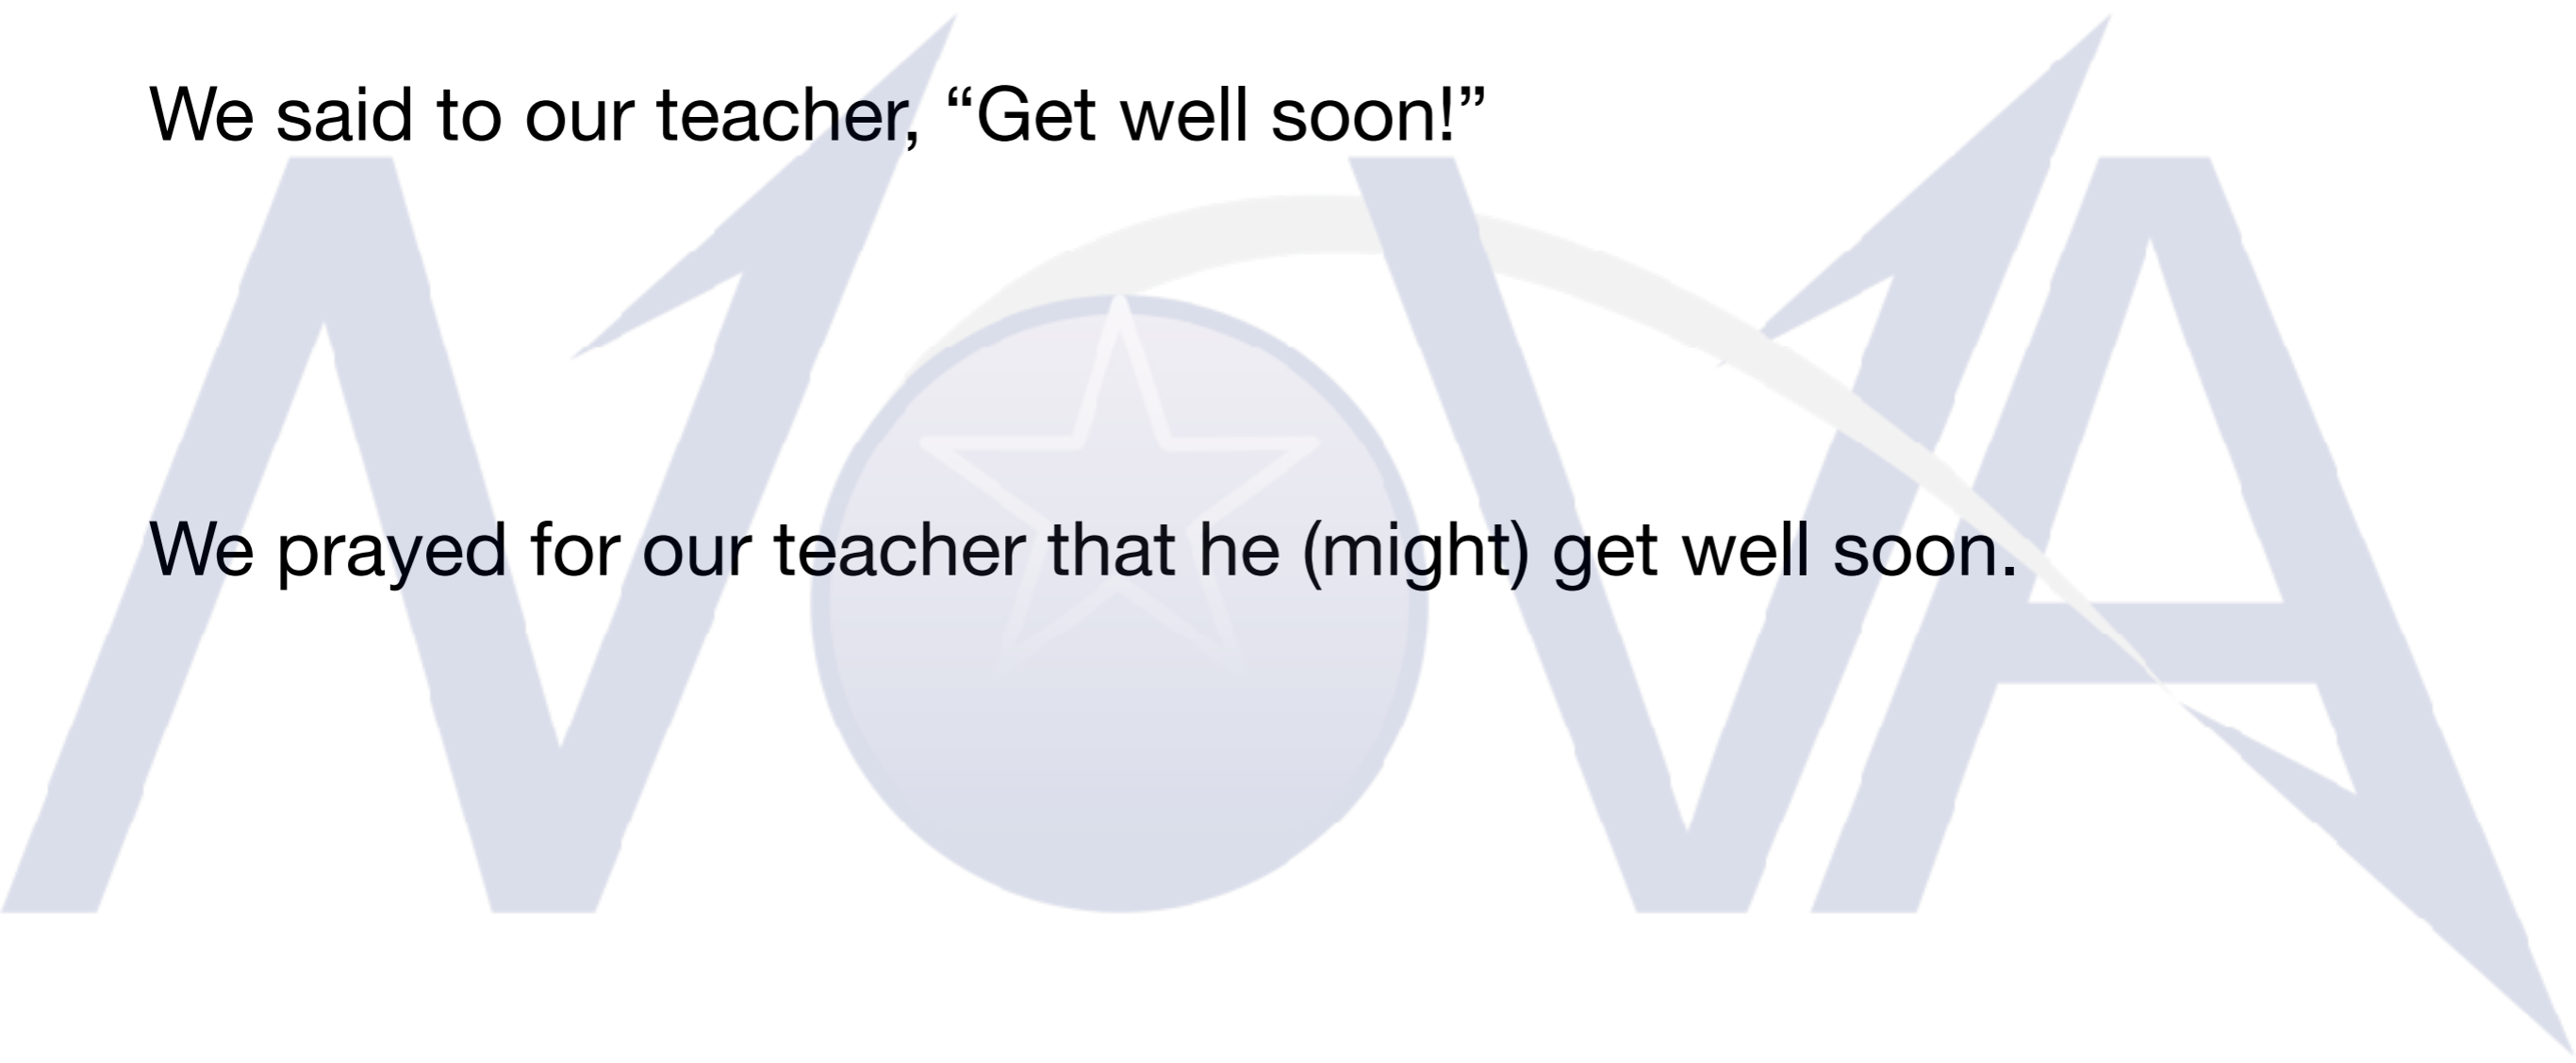 We said to our teacher, “Get well soon!”
We prayed for our teacher that he (might) get well soon.
NOVA